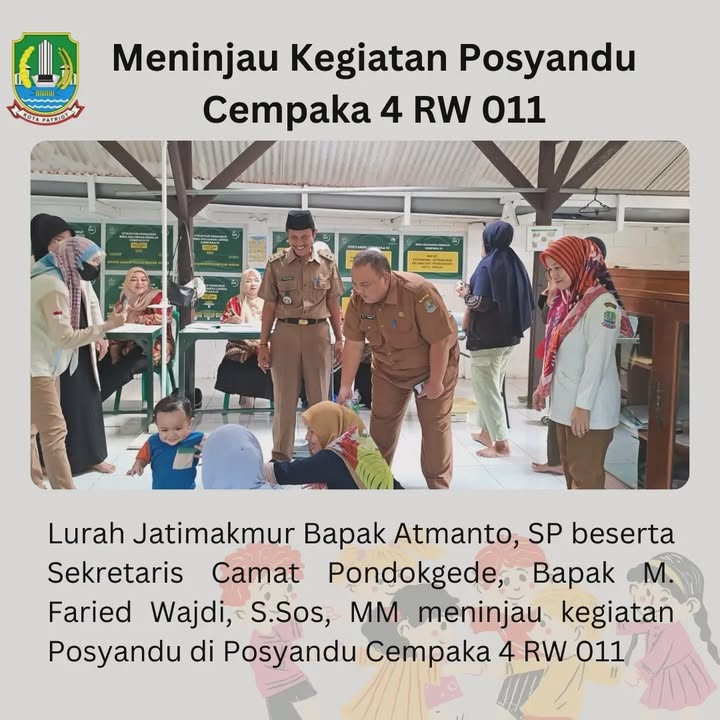 Meninjau Kegiatan Posyandu
Cempaka 4 RW 011
KOTA PATRIOT
Lurah Jatimakmur Bapak Atmanto, SP beserta
Sekretaris Camat Pondokgede, Bapak M.
Faried Wajdi, S.Sos, MM meninjau kegiatan
Posyandu di Posyandu Cempaka 4 RW 011